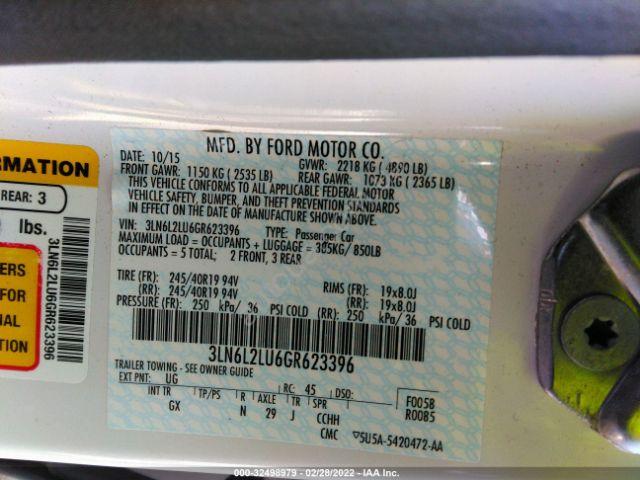 MFD. BY FORD MOTOR CO.
DATE: 10/15 GVWR: 2218 KG ( 4890 LB)
FRONT GAWR: 1150 KG ( 2535 LB) REAR GAWR: 1073 KG ( 2365 LB)
THIS VEHICLE CONFORMS TO ALL APPLICABLE FEDERAL MOTOR
VEHICLE SAFETY, BUMPER, AND THEFT PREVENTION STANDARDS
IN EFFECT ON THE DATE OF MANUFACTURE SHOWN ABOVE.
VIN: 3LN6L2LU6GR623396 TYPE: Passenger Car
MAXIMUM LOAD = OCCUPANTS + LUGGAGE = 385KG/ 850LB
OCCUPANTS = 5 TOTAL; 2 FRONT, 3 REAR
TIRE (FR): 245/40R19 94V RIMS (FR): 19x8.0J
(RR): 245/40R19 94V (RR): 19x8.0J
PRESSURE (FR): 250 kPa/ 36 PSI COLD (RR): 250 kPa/ 36 PSI COLD
3LN6L2LU6GR623396
TRAILER TOWING - SEE OWNER GUIDE
EXT PNT: UG RC: 45 DSO: F0058
INT TR TP/PS R AXLE TR SPR R0085
GX N 29 J CCHH
CMC 5U5A-5420472-AA
RMATION
REAR: 3
lbs.
3LN6L2LU6GR623396
ERS
FOR
NAL
TION
000-32498979 - 02/28/2022 - IAA Inc.